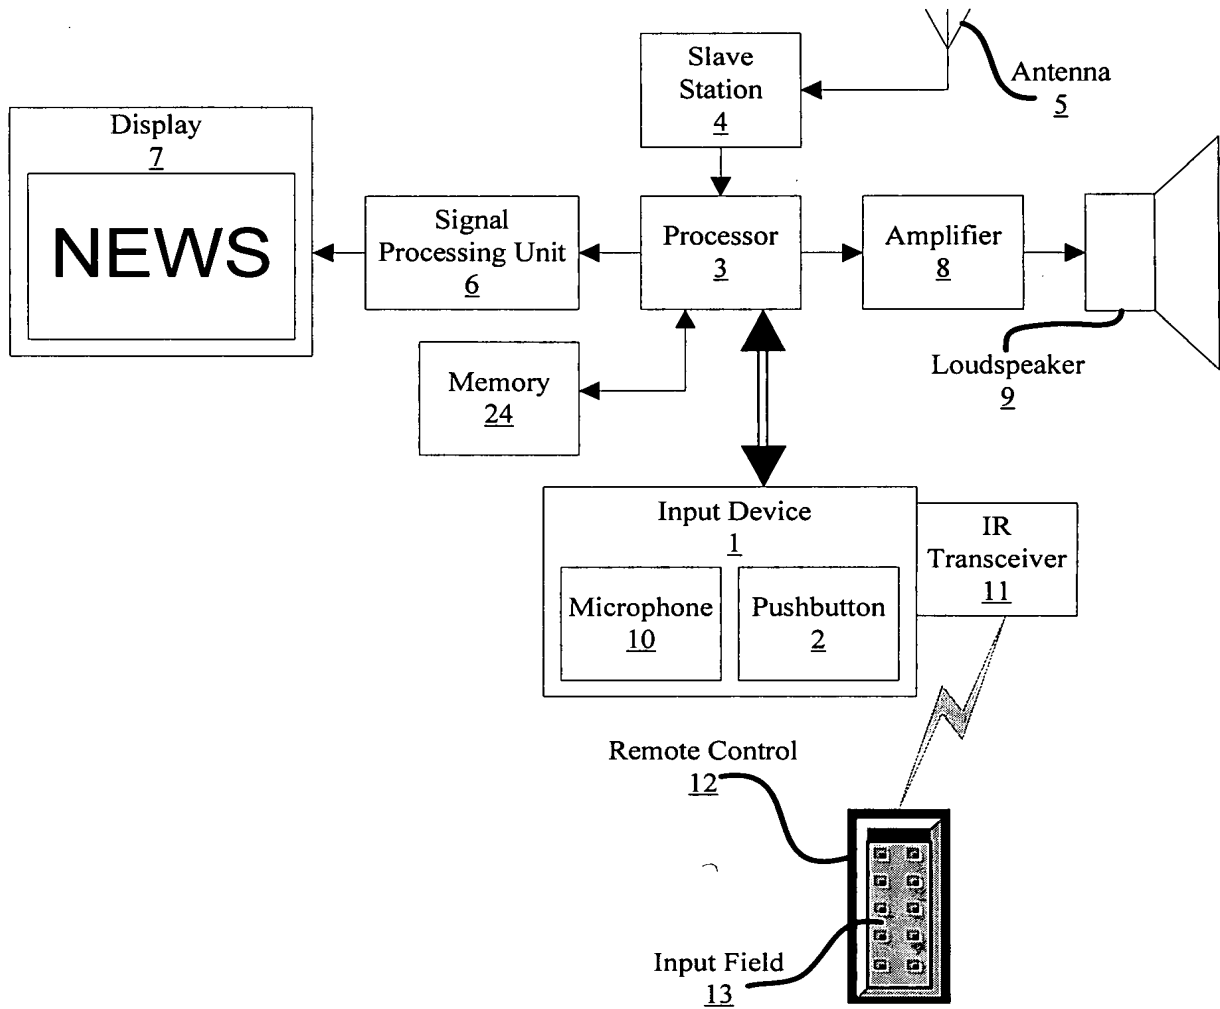 Slave
Station
4
Antenna
5
Display
7
NEWS
Signal
Processing Unit
6
Processor
3
Amplifier
8
Loudspeaker
9
Memory
24
Input Device
1
IR
Transceiver
11
Microphone
10
Pushbutton
2
Remote Control
12
Input Field
13